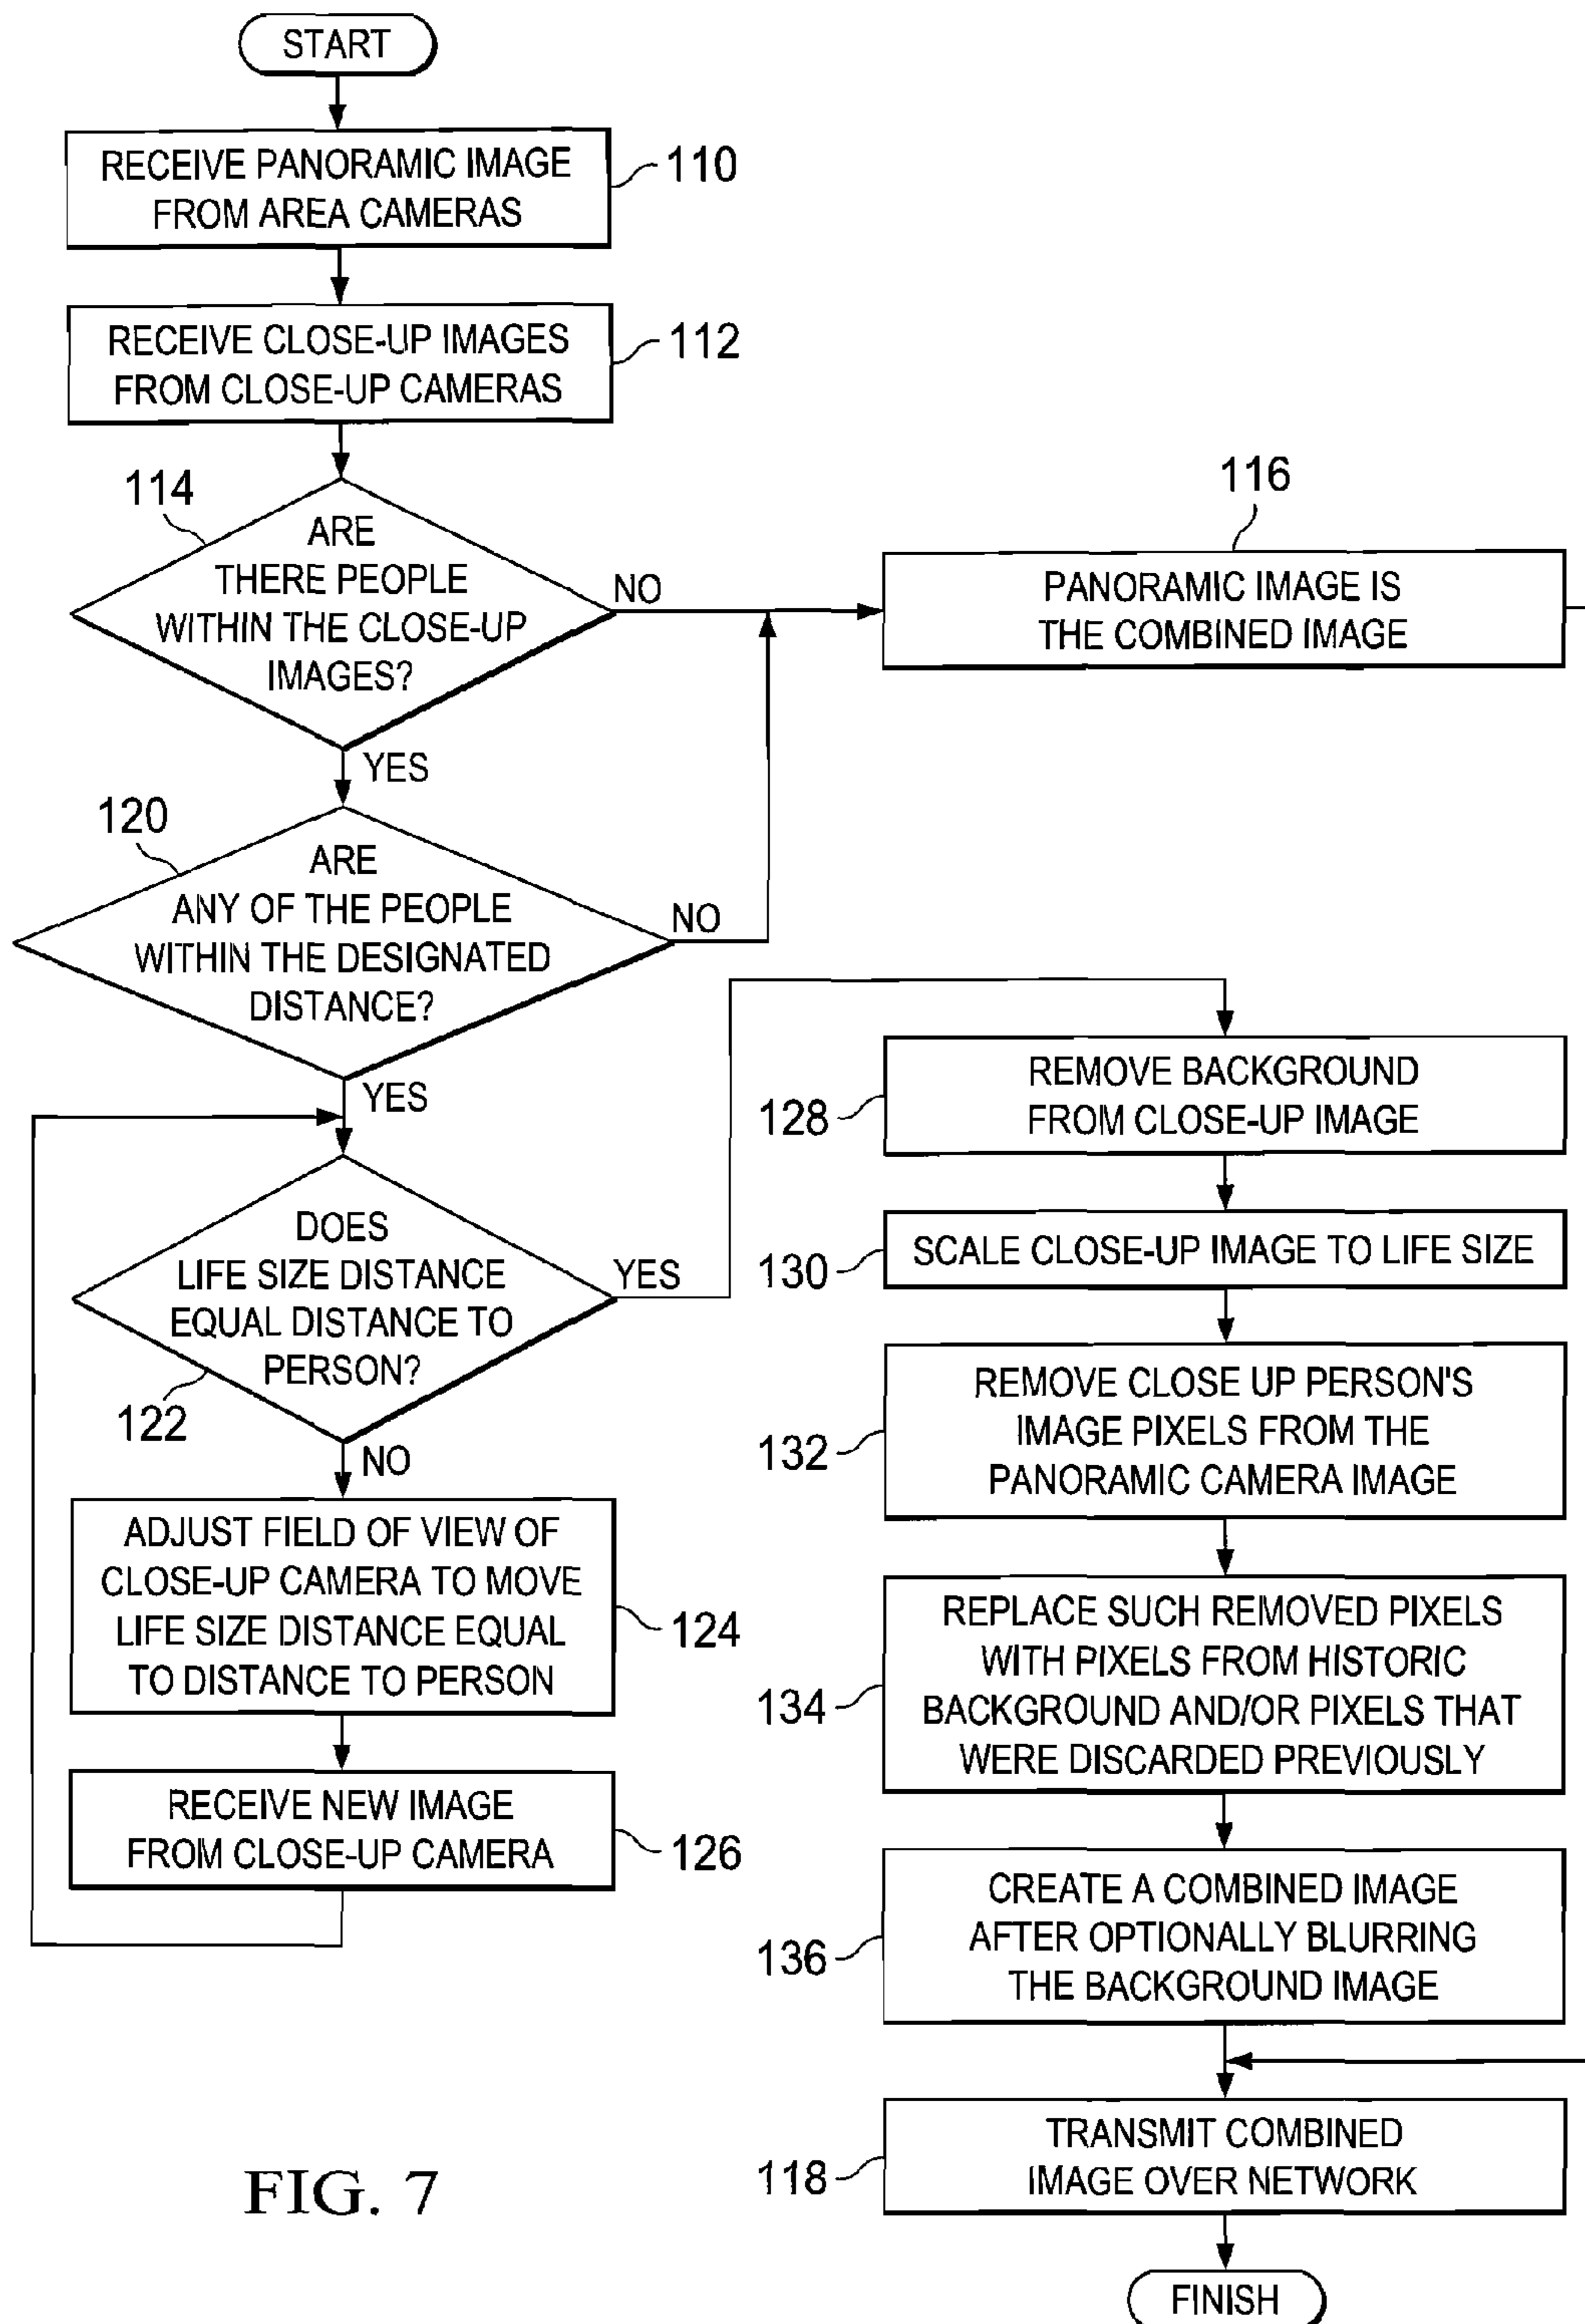 START
RECEIVE PANORAMIC IMAGE
FROM AREA CAMERAS
110
RECEIVE CLOSE-UP IMAGES
FROM CLOSE-UP CAMERAS
112
114
ARE
THERE PEOPLE
WITHIN THE CLOSE-UP
IMAGES?
NO
YES
116
PANORAMIC IMAGE IS
THE COMBINED IMAGE
120
ARE
ANY OF THE PEOPLE
WITHIN THE DESIGNATED
DISTANCE?
NO
YES
DOES
LIFE SIZE DISTANCE
EQUAL DISTANCE TO
PERSON?
122
YES
NO
ADJUST FIELD OF VIEW OF
CLOSE-UP CAMERA TO MOVE
LIFE SIZE DISTANCE EQUAL
TO DISTANCE TO PERSON
124
RECEIVE NEW IMAGE
FROM CLOSE-UP CAMERA
126
REMOVE BACKGROUND
FROM CLOSE-UP IMAGE
128
SCALE CLOSE-UP IMAGE TO LIFE SIZE
130
REMOVE CLOSE UP PERSON'S
IMAGE PIXELS FROM THE
PANORAMIC CAMERA IMAGE
132
REPLACE SUCH REMOVED PIXELS
WITH PIXELS FROM HISTORIC
BACKGROUND AND/OR PIXELS THAT
WERE DISCARDED PREVIOUSLY
134
CREATE A COMBINED IMAGE
AFTER OPTIONALLY BLURRING
THE BACKGROUND IMAGE
136
TRANSMIT COMBINED
IMAGE OVER NETWORK
118
FINISH
FIG. 7